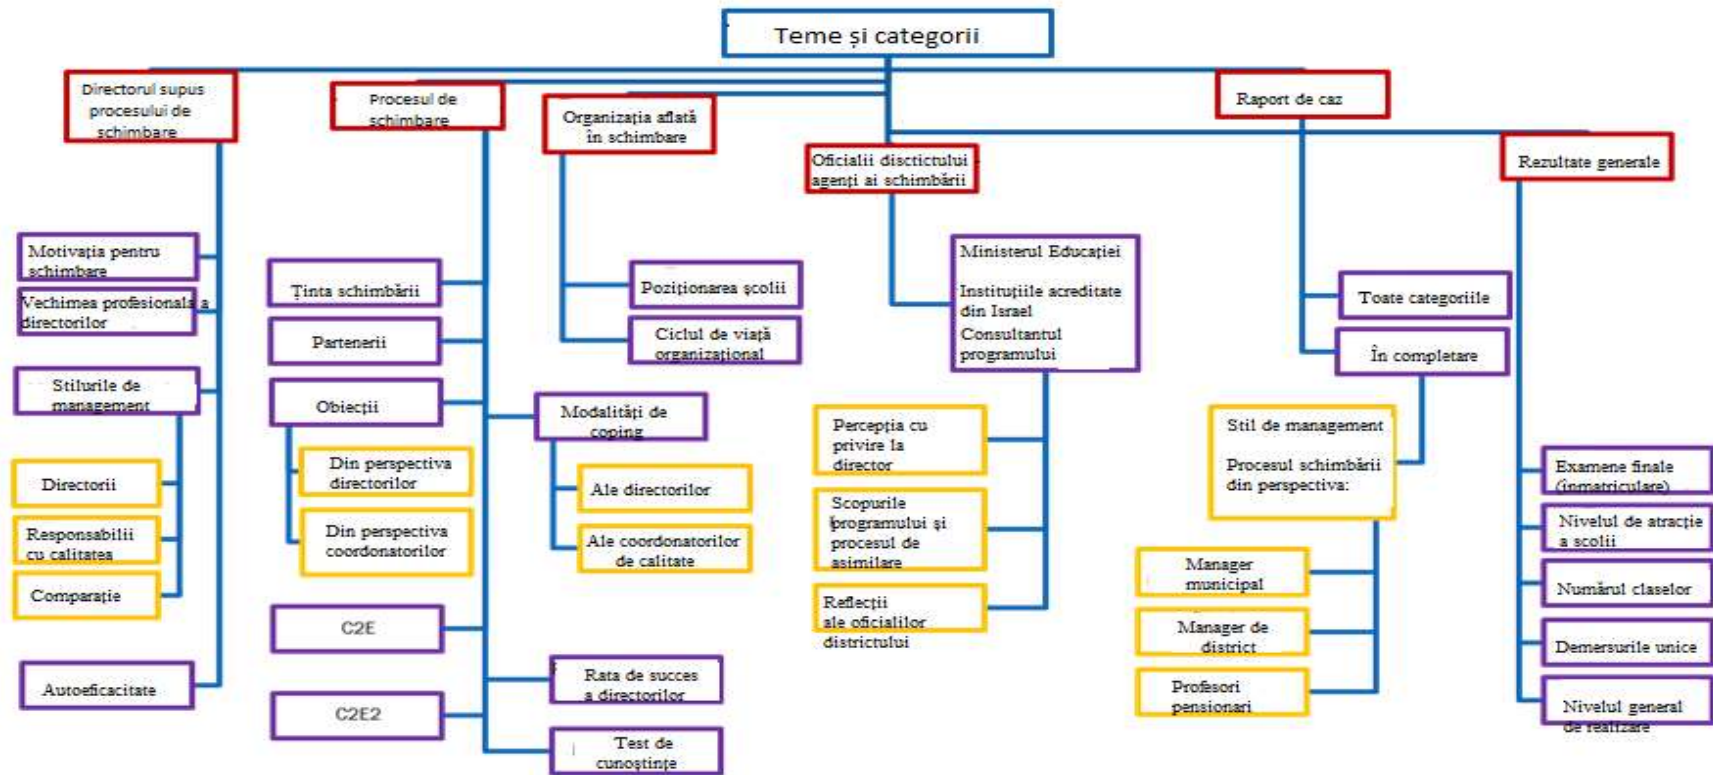 Teme și categorii
Directorul supus
procesului de
schimbare
Motivația pentru
schimbare
Vechimea profesionala a
directorilor
Stilurile de
management
Directorii
Responsabilii
cu calitatea
Comparație
Autoeficacitate
Procesul de
schimbare
Ținta schimbării
Partenerii
Obiecții
Din perspectiva
directorilor
Din perspectiva
coordonatorilor
C2E
C2E2
Modalități de
coping
Ale directorilor
Ale coordonatorilor
de calitate
Rata de succes
a directorilor
Test de
cunoștințe
Organizația aflată
în schimbare
Poziționarea școlii
Ciclul de viață
organizațional
Oficialii disctictului
agenți ai schimbării
Ministerul Educației
Instituțiile acreditate
din Israel
Consultantul
programului
Percepția cu
privire la
director
Scopurile
programului și
procesul de
asimilare
Reflecții
ale oficialilor
districtului
Raport de caz
Toate categoriile
În completare
Stil de management
Procesul schimbării
din perspectiva:
Manager
municipal
Manager de
district
Profesori
pensionari
Rezultate generale
Examene finale
(înmatriculare)
Nivelul de atracție
a scolii
Numărul claselor
Demersurile unice
Nivelul general
de realizare